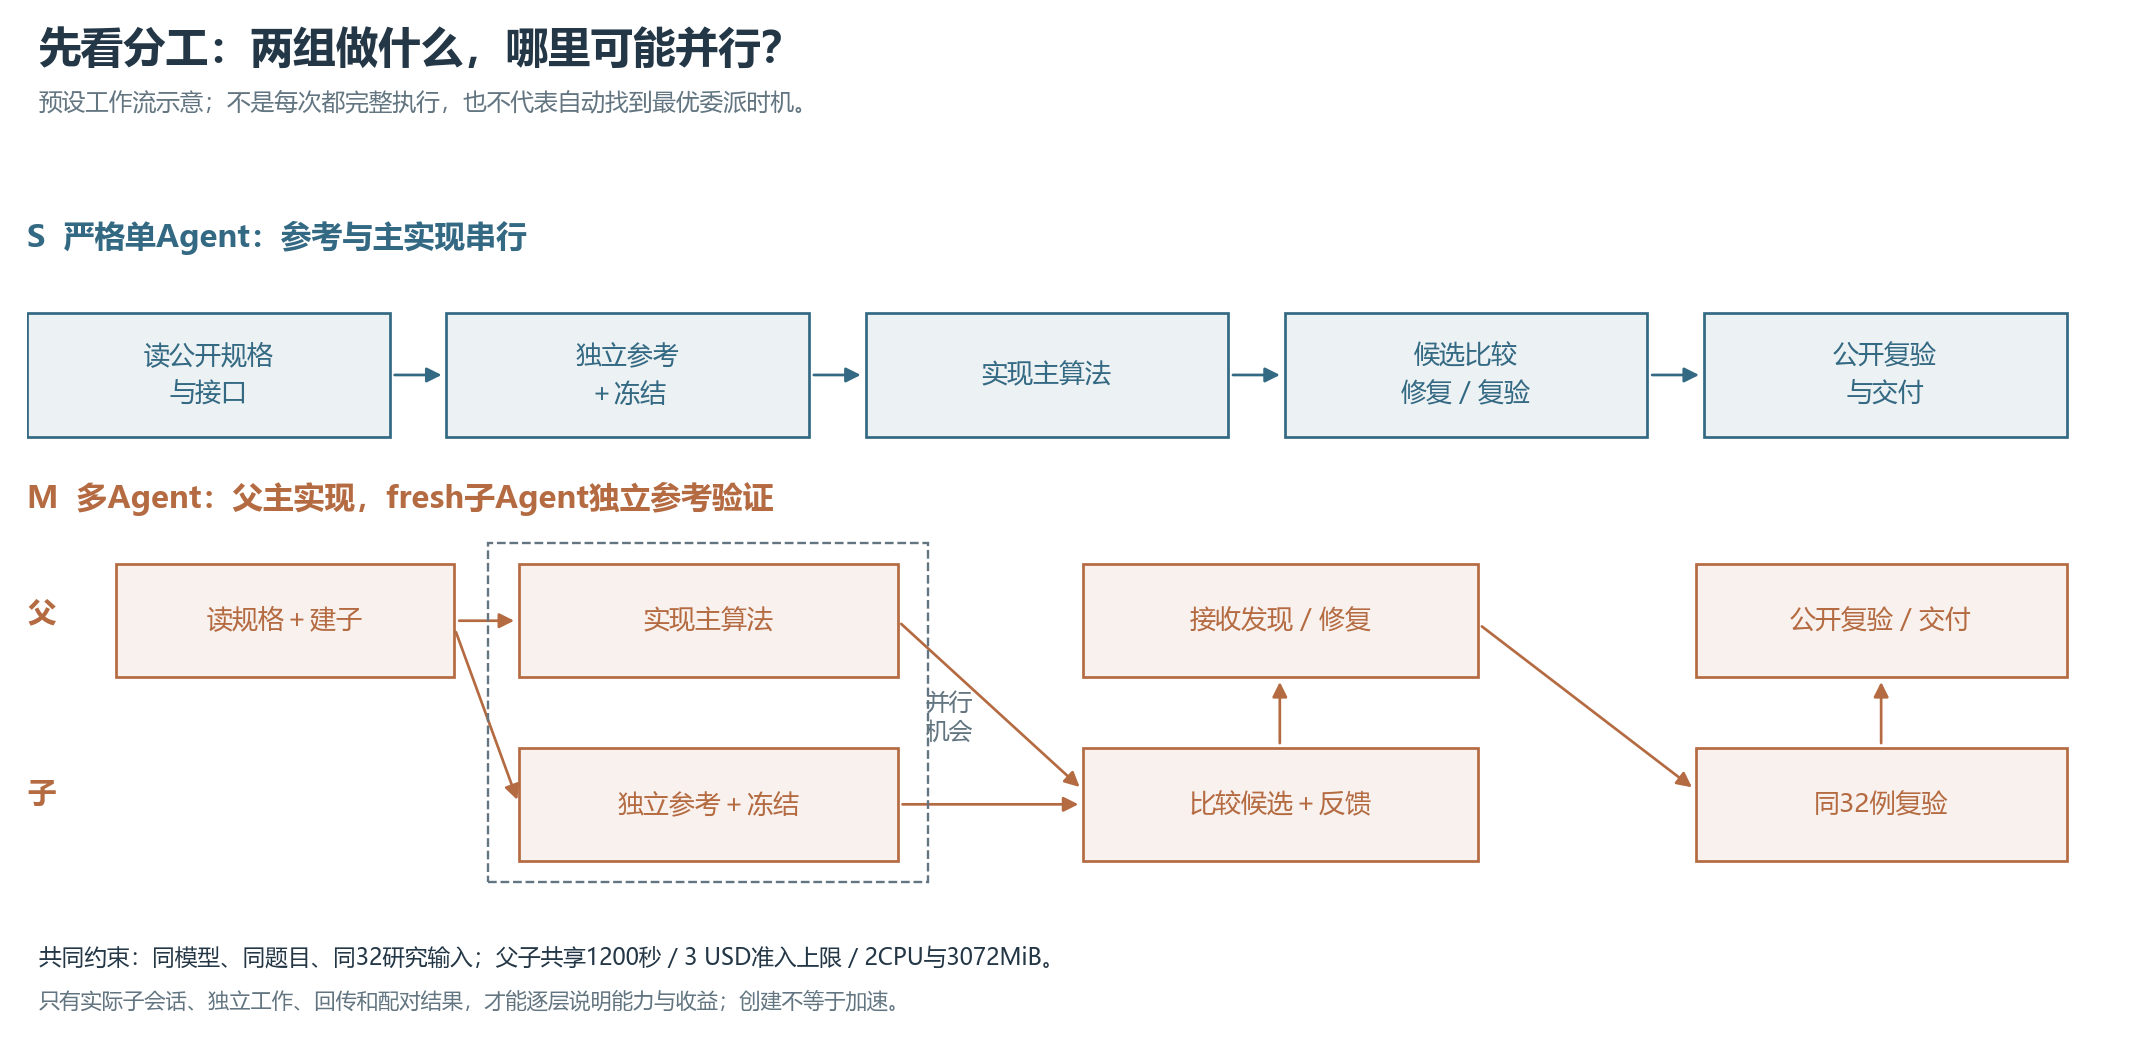 先看分工：两组做什么，哪里可能并行？
预设工作流示意；不是每次都完整执行，也不代表自动找到最优委派时机。
S 严格单Agent：参考与主实现串行
读公开规格
与接口
独立参考
+冻结
实现主算法
候选比较
修复 / 复验
公开复验
与交付
M 多Agent：父主实现，fresh子Agent独立参考验证
父
读规格+建子
实现主算法
接收发现 / 修复
公开复验 / 交付
并行
机会
子
独立参考+冻结
比较候选+反馈
同32例复验
共同约束：同模型、同题目、同32研究输入；父子共享1200秒 / 3 USD准入上限 / 2CPU与3072MiB。
只有实际子会话、独立工作、回传和配对结果，才能逐层说明能力与收益；创建不等于加速。